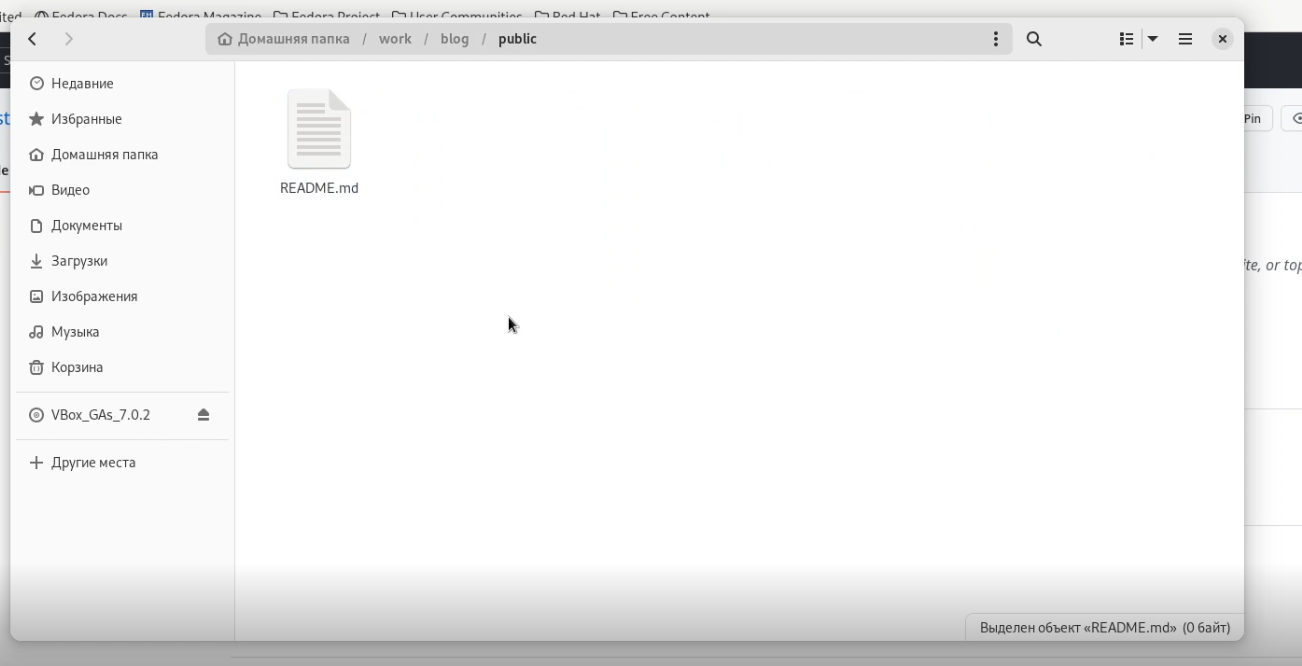 Fedora Docs Fedora Magazine Fedora Project User Communities Red Hat Free Content
Домашняя папка / work / blog / public
Недавние
Избранные
Домашняя папка
Видео
Документы
Загрузки
Изображения
Музыка
Корзина
VBox_GAs_7.0.2
Другие места
README.md
Pin
ite, or top
Выделен объект «README.md» (0 байт)